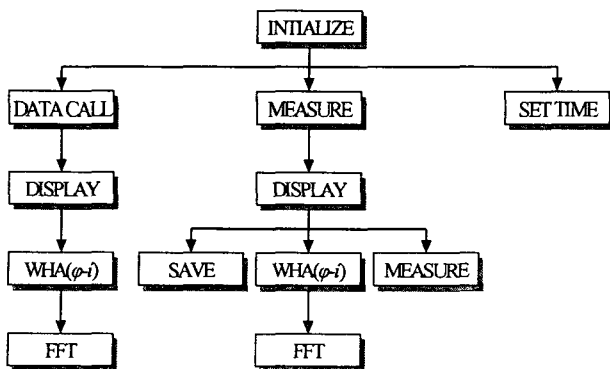 INTIALIZE
DATA CALL
MEASURE
SET TIME
DISPLAY
DISPLAY
WHA(φ-i)
SAVE
WHA(φ-i)
MEASURE
FFT
FFT